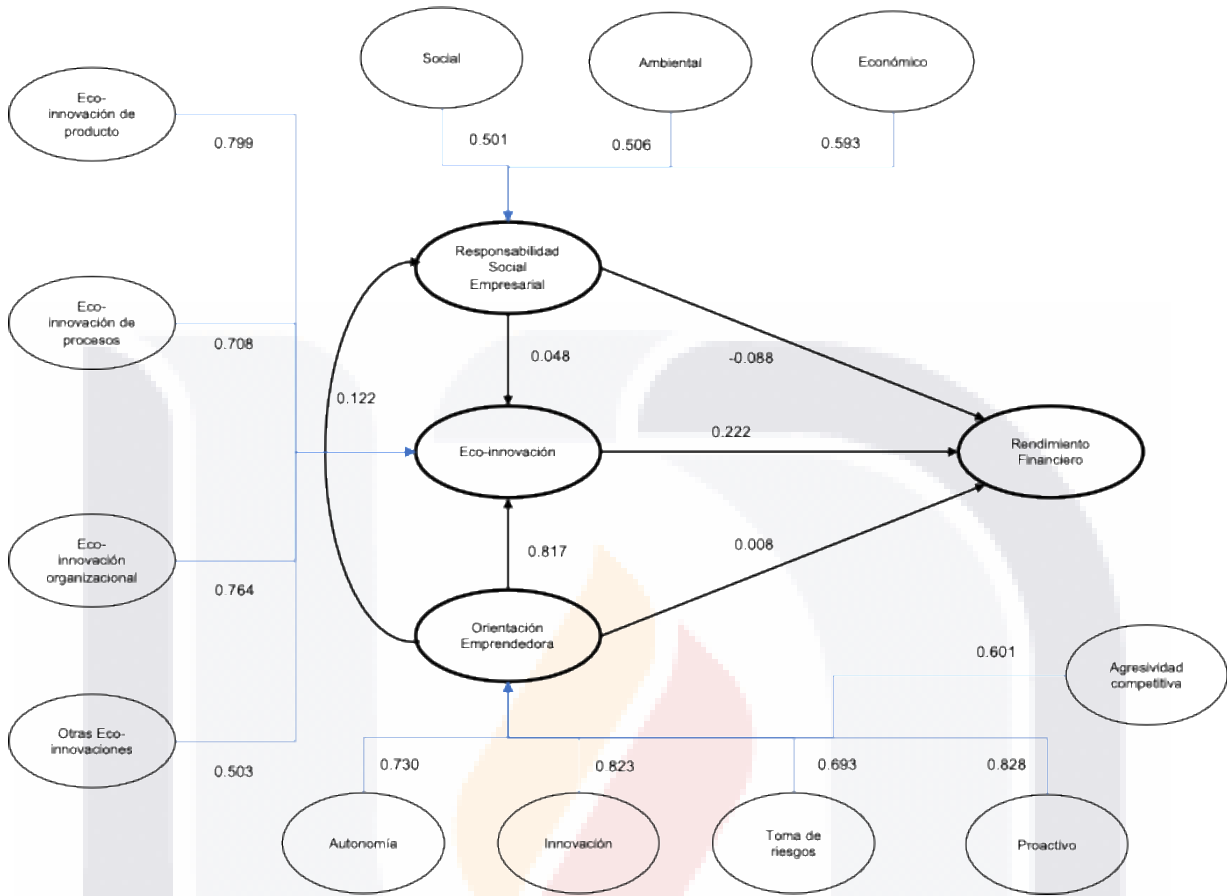 Social
Ambiental
Económico
Eco-
innovación de
producto
0.799
0.501
0.506
0.593
Responsabilidad
Social
Empresarial
Eco-
innovación de
procesos
0.708
0.048
-0.088
0.122
0.222
Eco-innovación
Rendimiento
Financiero
Eco-
innovación
organizacional
0.764
0.817
0.008
Orientación
Emprendedora
0.601
Agresividad
competitiva
Otras Eco-
innovaciones
0.503
0.730
0.823
0.693
0.828
Autonomía
Innovación
Toma de
riesgos
Proactivo